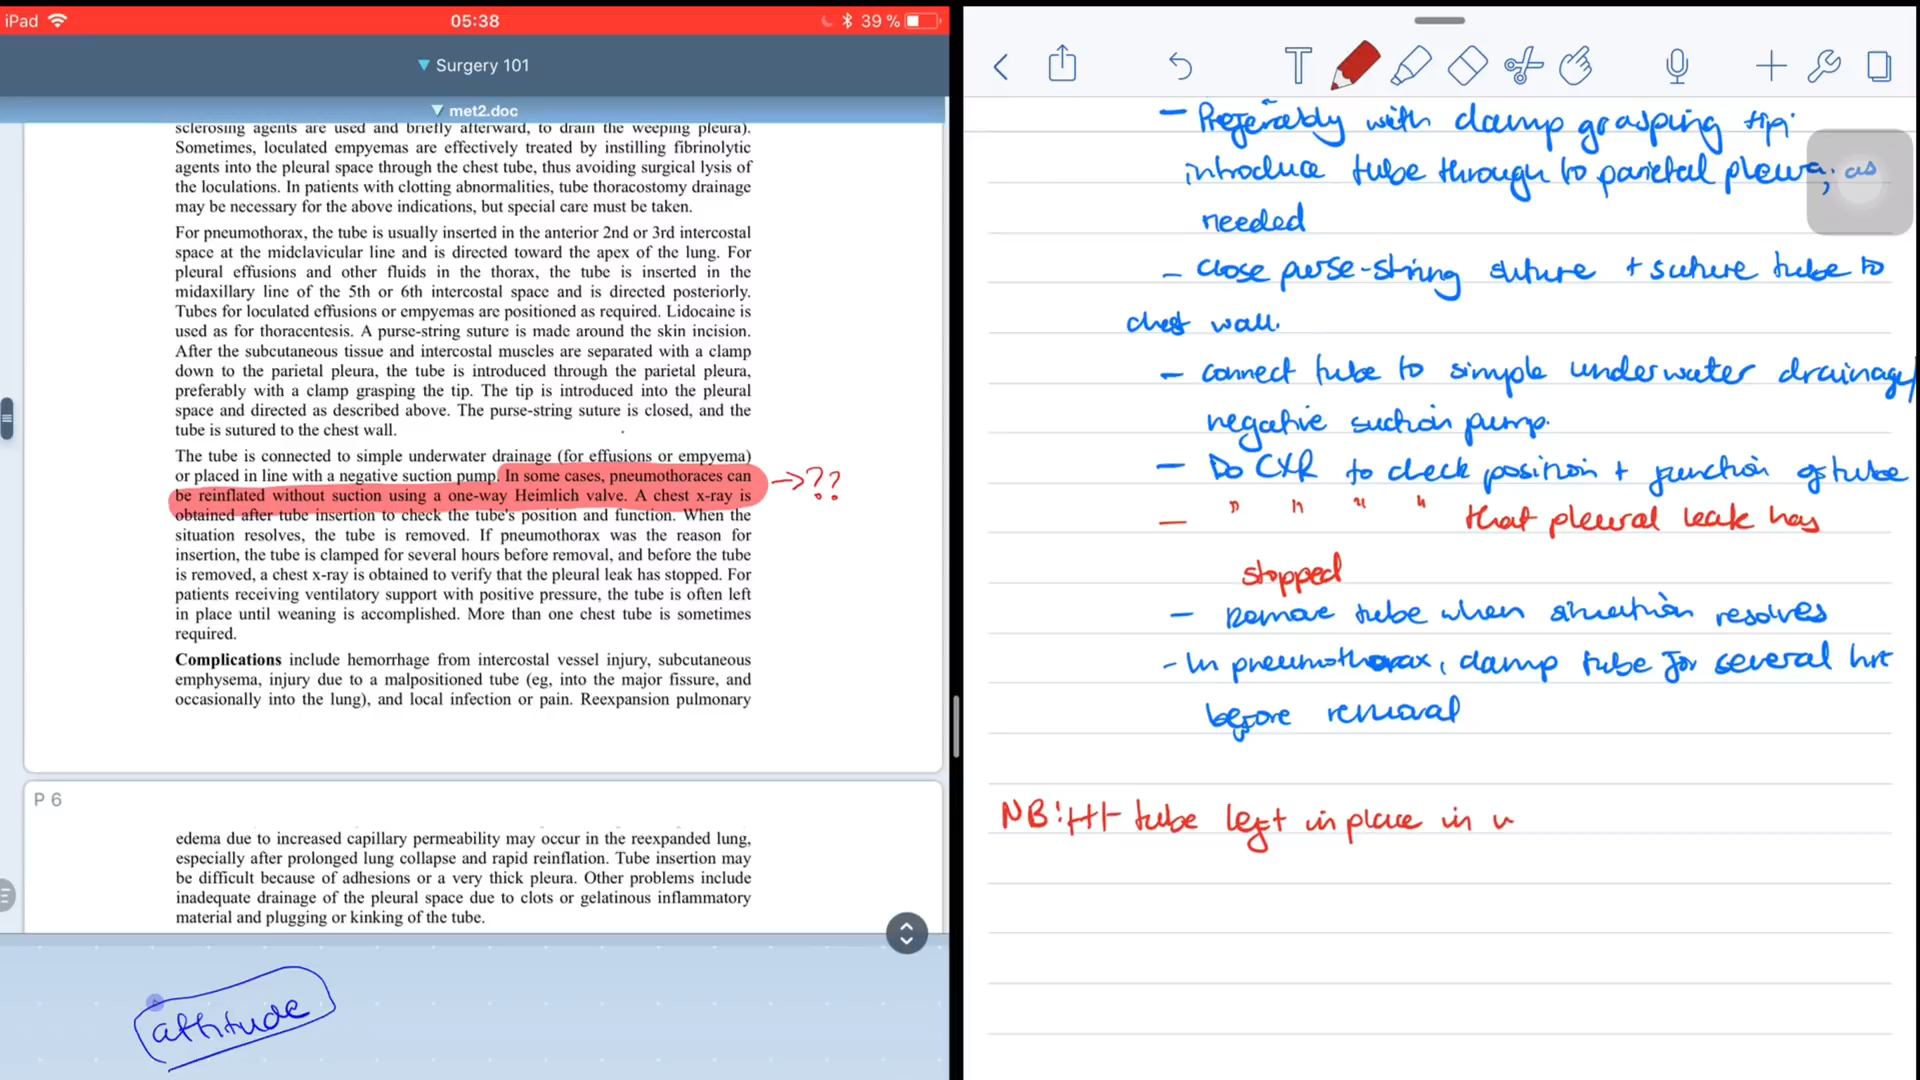 iPad 05:38 39 %
Surgery 101
met2.doc
sclerosing agents are used and briefly afterward, to drain the weeping pleura).
Sometimes, loculated empyemas are effectively treated by instilling fibrinolytic
agents into the pleural space through the chest tube, thus avoiding surgical lysis of
the loculations. In patients with clotting abnormalities, tube thoracostomy drainage
may be necessary for the above indications, but special care must be taken.
For pneumothorax, the tube is usually inserted in the anterior 2nd or 3rd intercostal
space at the midclavicular line and is directed toward the apex of the lung. For
pleural effusions and other fluids in the thorax, the tube is inserted in the
midaxillary line of the 5th or 6th intercostal space and is directed posteriorly.
Tubes for loculated effusions or empyemas are positioned as required. Lidocaine is
used as for thoracentesis. A purse-string suture is made around the skin incision.
After the subcutaneous tissue and intercostal muscles are separated with a clamp
down to the parietal pleura, the tube is introduced through the parietal pleura,
preferably with a clamp grasping the tip. The tip is introduced into the pleural
space and directed as described above. The purse-string suture is closed, and the
tube is sutured to the chest wall.
The tube is connected to simple underwater drainage (for effusions or empyema)
or placed in line with a negative suction pump. In some cases, pneumothoraces can
be reinflated without suction using a one-way Heimlich valve. A chest x-ray is
obtained after tube insertion to check the tube's position and function. When the
situation resolves, the tube is removed. If pneumothorax was the reason for
insertion, the tube is clamped for several hours before removal, and before the tube
is removed, a chest x-ray is obtained to verify that the pleural leak has stopped. For
patients receiving ventilatory support with positive pressure, the tube is often left
in place until weaning is accomplished. More than one chest tube is sometimes
required.
→??
Complications include hemorrhage from intercostal vessel injury, subcutaneous
emphysema, injury due to a malpositioned tube (eg, into the major fissure, and
occasionally into the lung), and local infection or pain. Reexpansion pulmonary
P 6
edema due to increased capillary permeability may occur in the reexpanded lung,
especially after prolonged lung collapse and rapid reinflation. Tube insertion may
be difficult because of adhesions or a very thick pleura. Other problems include
inadequate drainage of the pleural space due to clots or gelatinous inflammatory
material and plugging or kinking of the tube.
attitude
- Preferably with clamp grasping tip:
introduce tube through to parietal pleura; as
needed
- close purse-string suture + suture tube to
chest wall.
- connect tube to simple underwater drainage/
negative suction pump.
- Do CXR to check position + function of tube
- " " " " that pleural leak has
stopped
- Remove tube when situation resolves
- In pneumothorax, clamp tube for several hrs
before removal
NB: tube left in place in